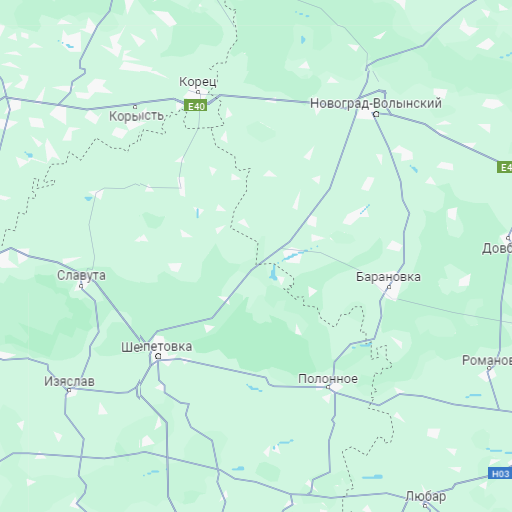 Корец
Новоград-Волынский
E40
Корысть
E4
Довб
Славута
Барановка
Шепетовка
Романов
Изяслав
Полонное
H03
Любар